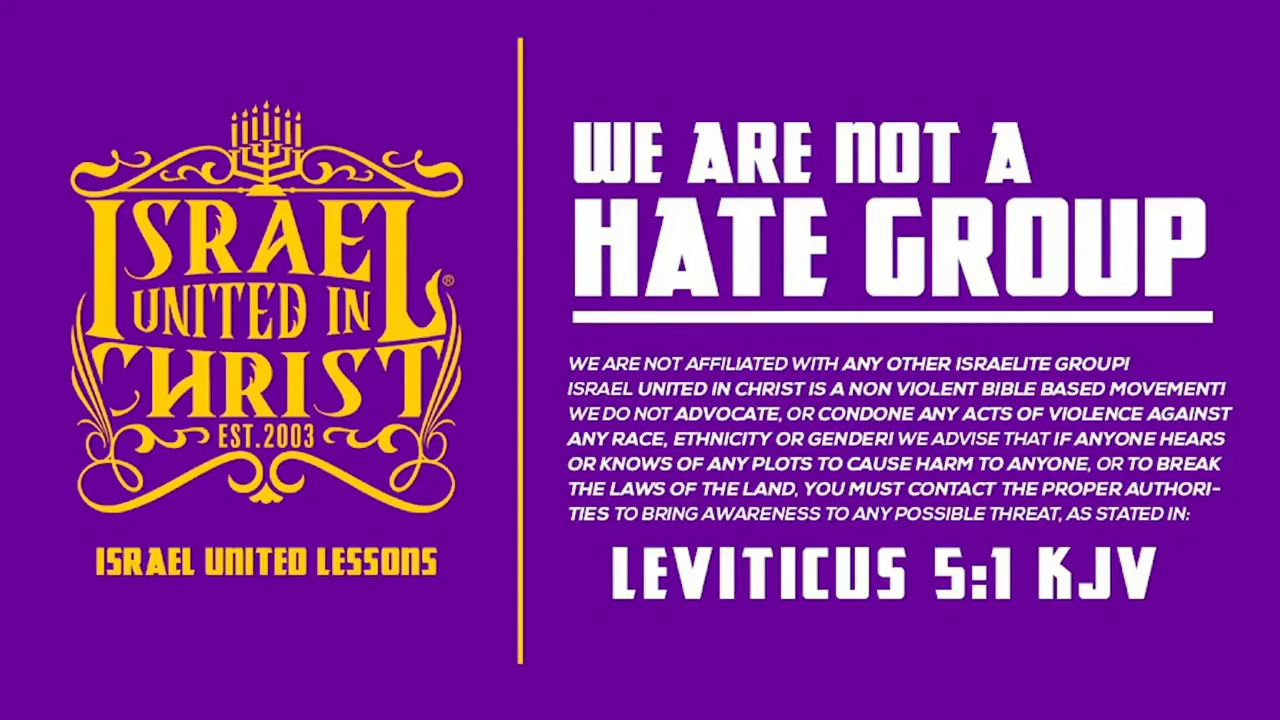 ISRAEL
UNITED IN
CHRIST
EST.2003
®
ISRAEL UNITED LESSONS
WE ARE NOT A
HATE GROUP
WE ARE NOT AFFILIATED WITH ANY OTHER ISRAELITE GROUP!
ISRAEL UNITED IN CHRIST IS A NON VIOLENT BIBLE BASED MOVEMENT!
WE DO NOT ADVOCATE, OR CONDONE ANY ACTS OF VIOLENCE AGAINST
ANY RACE, ETHNICITY OR GENDER! WE ADVISE THAT IF ANYONE HEARS
OR KNOWS OF ANY PLOTS TO CAUSE HARM TO ANYONE, OR TO BREAK
THE LAWS OF THE LAND, YOU MUST CONTACT THE PROPER AUTHORI-
TIES TO BRING AWARENESS TO ANY POSSIBLE THREAT, AS STATED IN:
LEVITICUS 5:1 KJV